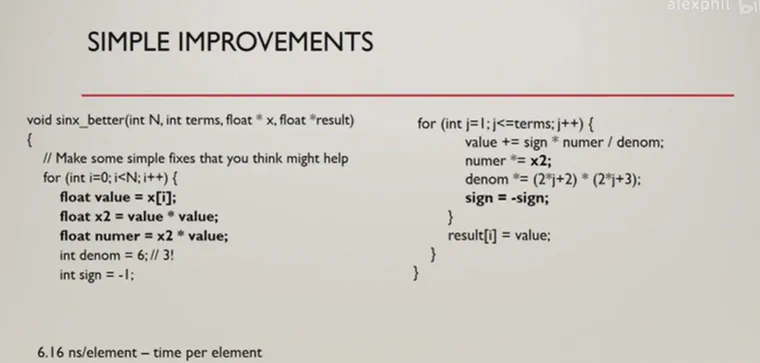 alexphil
SIMPLE IMPROVEMENTS
void sinx_better(int N, int terms, float * x, float *result)
{
// Make some simple fixes that you think might help
for (int i=0; i<N; i++) {
float value = x[i];
float x2 = value * value;
float numer = x2 * value;
int denom = 6; // 3!
int sign = -1;
for (int j=1; j<=terms; j++) {
value += sign * numer / denom;
numer *= x2;
denom *= (2*j+2) * (2*j+3);
sign = -sign;
}
result[i] = value;
}
}
6.16 ns/element – time per element